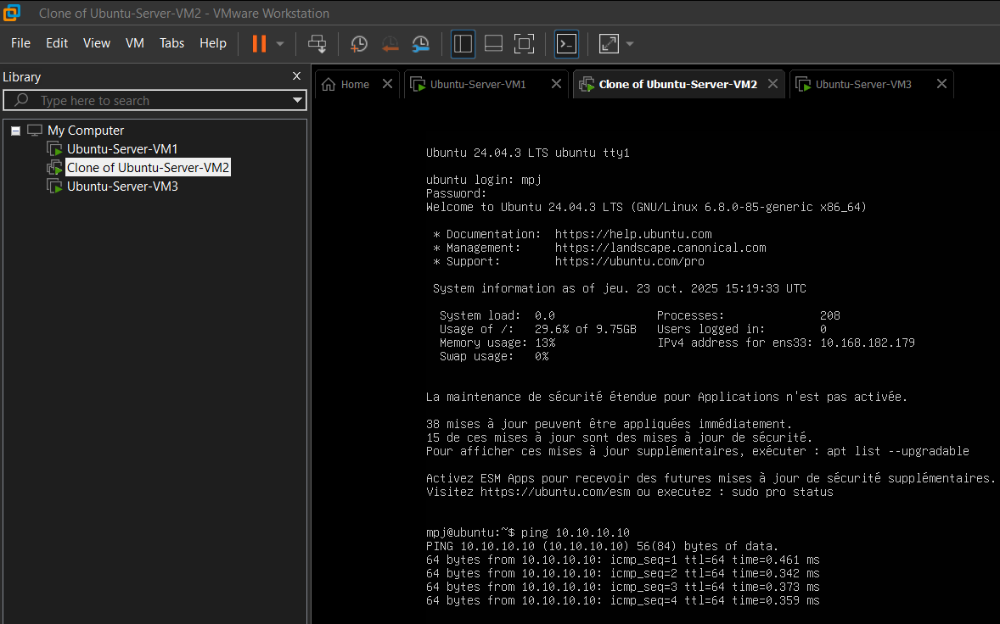 Clone of Ubuntu-Server-VM2 - VMware Workstation
File Edit View VM Tabs Help
Library
Type here to search
My Computer
Ubuntu-Server-VM1
Clone of Ubuntu-Server-VM2
Ubuntu-Server-VM3
Home Ubuntu-Server-VM1 Clone of Ubuntu-Server-VM2 Ubuntu-Server-VM3
Ubuntu 24.04.3 LTS ubuntu tty1
ubuntu login: mpj
Password:
Welcome to Ubuntu 24.04.3 LTS (GNU/Linux 6.8.0-85-generic x86_64)
* Documentation: https://help.ubuntu.com
* Management: https://landscape.canonical.com
* Support: https://ubuntu.com/pro
System information as of jeu. 23 oct. 2025 15:19:33 UTC
System load: 0.0 Processes: 208
Usage of /: 29.6% of 9.75GB Users logged in: 0
Memory usage: 13% IPv4 address for ens33: 10.168.182.179
Swap usage: 0%
La maintenance de sécurité étendue pour Applications n'est pas activée.
38 mises à jour peuvent être appliquées immédiatement.
15 de ces mises à jour sont des mises à jour de sécurité.
Pour afficher ces mises à jour supplémentaires, exécuter : apt list --upgradable
Activez ESM Apps pour recevoir des futures mises à jour de sécurité supplémentaires.
Visitez https://ubuntu.com/esm ou executez : sudo pro status
mpj@ubuntu:~$ ping 10.10.10.10
PING 10.10.10.10 (10.10.10.10) 56(84) bytes of data.
64 bytes from 10.10.10.10: icmp_seq=1 ttl=64 time=0.461 ms
64 bytes from 10.10.10.10: icmp_seq=2 ttl=64 time=0.342 ms
64 bytes from 10.10.10.10: icmp_seq=3 ttl=64 time=0.373 ms
64 bytes from 10.10.10.10: icmp_seq=4 ttl=64 time=0.359 ms